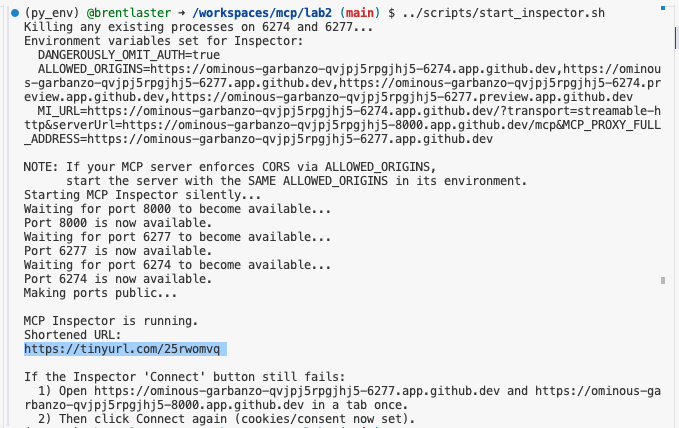 (py_env) @brentlaster ➜ /workspaces/mcp/lab2 (main) $ ../scripts/start_inspector.sh
Killing any existing processes on 6274 and 6277...
Environment variables set for Inspector:
DANGEROUSLY_OMIT_AUTH=true
ALLOWED_ORIGINS=https://ominous-garbanzo-qvjpj5rpgjhj5-6274.app.github.dev,https://ominou
s-garbanzo-qvjpj5rpgjhj5-6277.app.github.dev,https://ominous-garbanzo-qvjpj5rpgjhj5-6274.pr
eview.app.github.dev,https://ominous-garbanzo-qvjpj5rpgjhj5-6277.preview.app.github.dev
MI_URL=https://ominous-garbanzo-qvjpj5rpgjhj5-6274.app.github.dev/?transport=streamable-h
ttp&serverUrl=https://ominous-garbanzo-qvjpj5rpgjhj5-8000.app.github.dev/mcp&MCP_PROXY_FULL
_ADDRESS=https://ominous-garbanzo-qvjpj5rpgjhj5-6277.app.github.dev
NOTE: If your MCP server enforces CORS via ALLOWED_ORIGINS,
start the server with the SAME ALLOWED_ORIGINS in its environment.
Starting MCP Inspector silently...
Waiting for port 8000 to become available...
Port 8000 is now available.
Waiting for port 6277 to become available...
Port 6277 is now available.
Waiting for port 6274 to become available...
Port 6274 is now available.
Making ports public...
MCP Inspector is running.
Shortened URL:
https://tinyurl.com/25rwomvq
If the Inspector 'Connect' button still fails:
1) Open https://ominous-garbanzo-qvjpj5rpgjhj5-6277.app.github.dev and https://ominous-ga
rbanzo-qvjpj5rpgjhj5-8000.app.github.dev in a tab once.
2) Then click Connect again (cookies/consent now set).